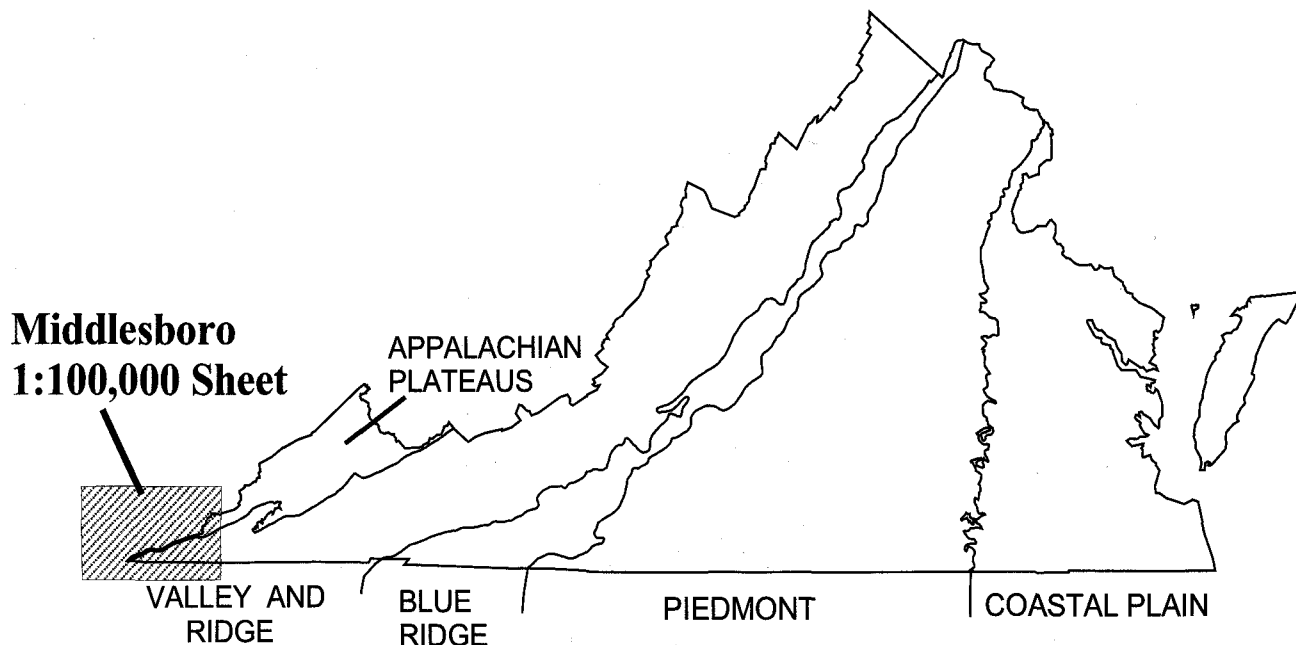 Middlesboro
1:100,000 Sheet
APPALACHIAN
PLATEAUS
VALLEY AND
RIDGE
BLUE
RIDGE
PIEDMONT
COASTAL PLAIN